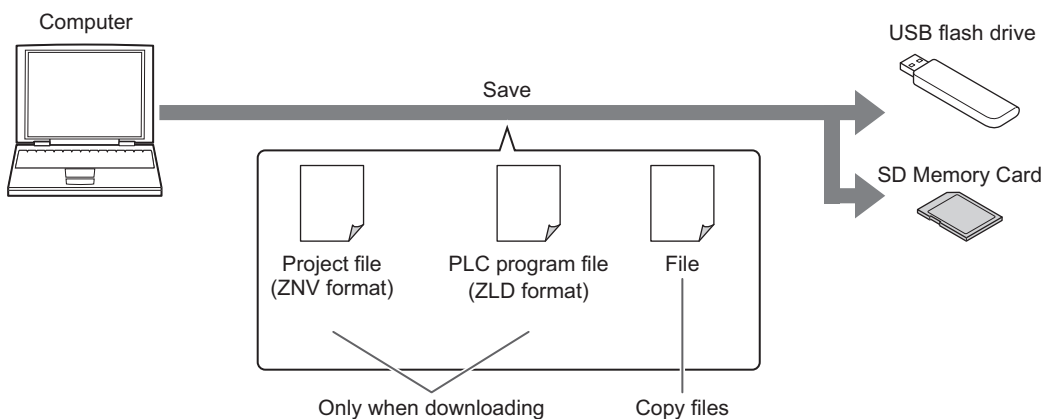 Computer
USB flash drive
Save
SD Memory Card
Project file
(ZNV format)
PLC program file
(ZLD format)
File
Only when downloading
Copy files